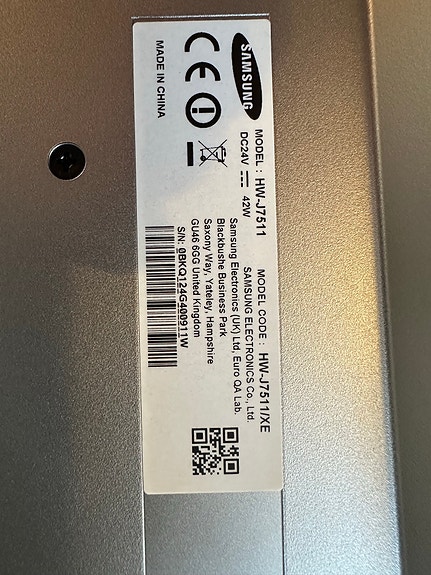 SAMSUNG
MODEL : HW-J7511 MODEL CODE : HW-J7511/XE
DC24V 42W SAMSUNG ELECTRONICS Co., Ltd.
Samsung Electronics (UK) Ltd, Euro QA Lab.
Blackbushe Business Park
Saxony Way, Yateley, Hampshire
GU46 6GG United Kingdom
S/N: 0BKQ124G400911W
MADE IN CHINA